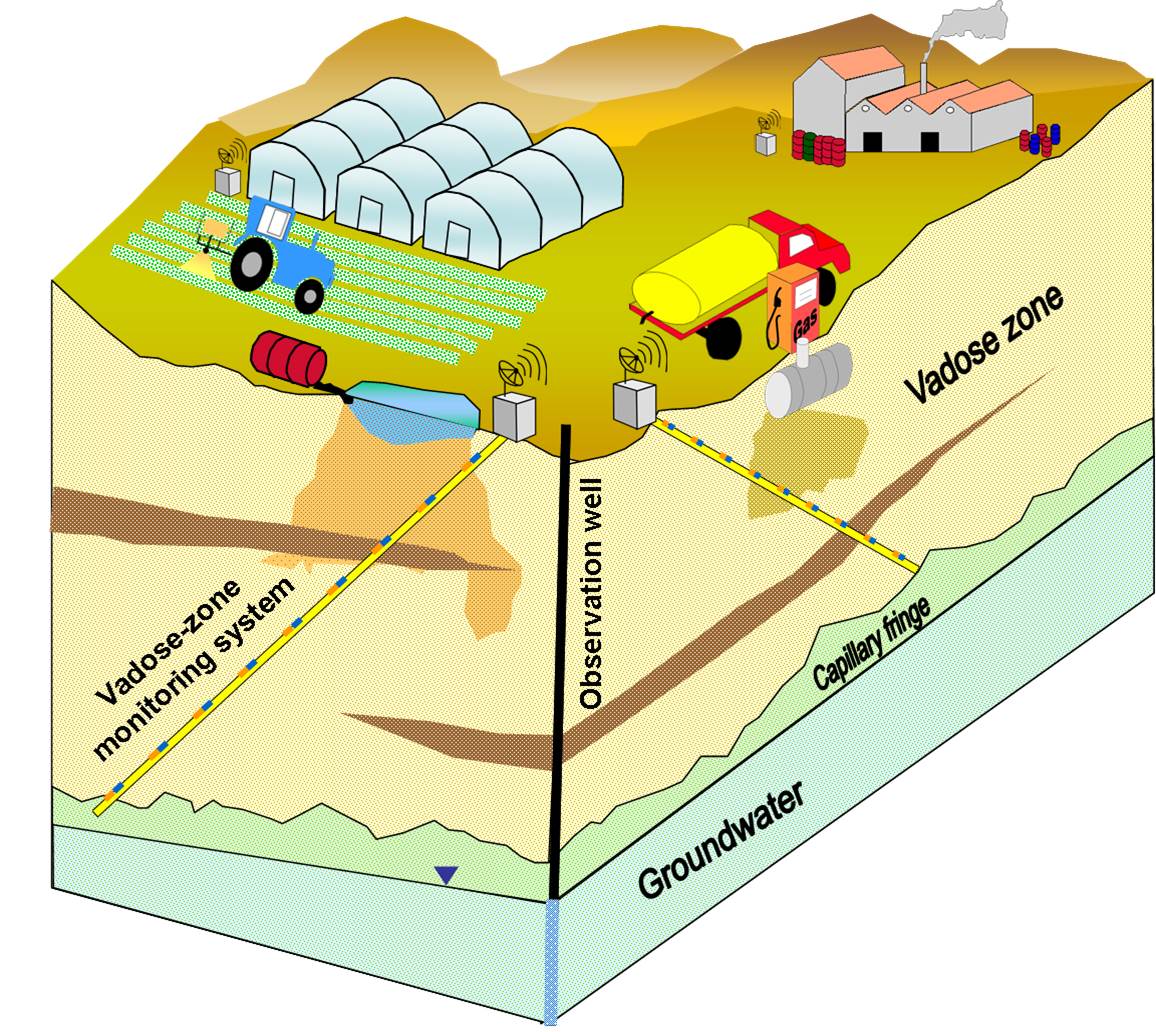 Gas
Vadose zone
Observation well
Vadose-zone
monitoring system
Capillary fringe
Groundwater